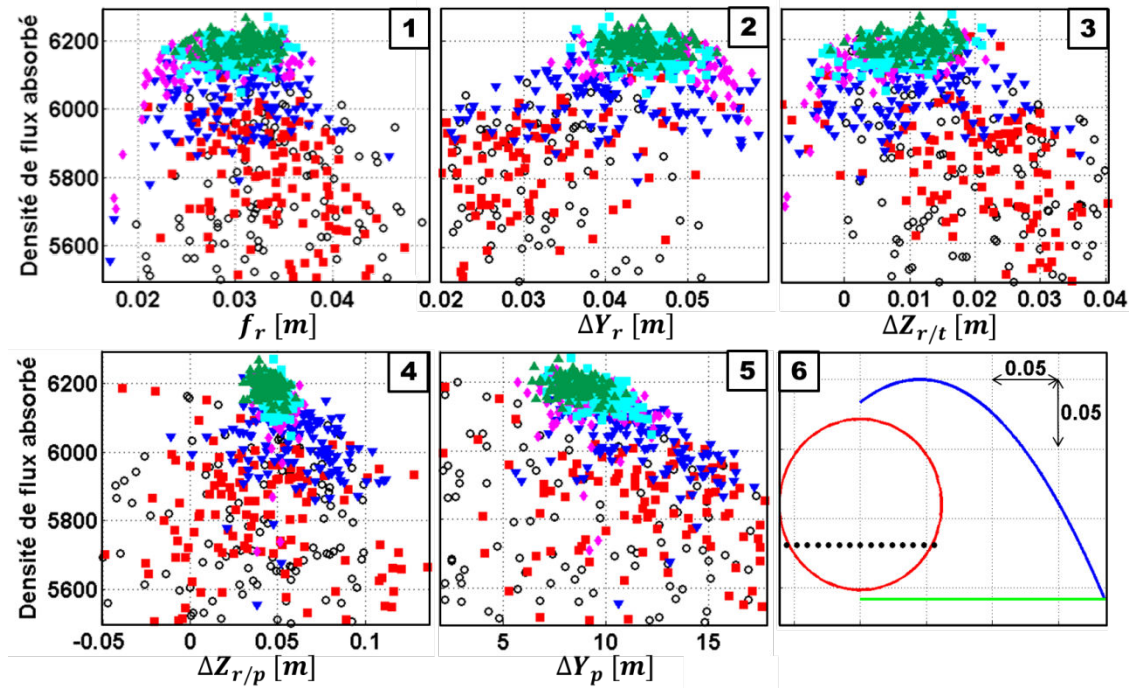 Densité de flux absorbé
6200
6000
5800
5600
1
0.02 0.03 0.04
f_r [m]
2
0.02 0.03 0.04 0.05
ΔY_r [m]
3
0 0.01 0.02 0.03 0.04
ΔZ_{r/t} [m]
Densité de flux absorbé
6200
6000
5800
5600
4
-0.05 0 0.05 0.1
ΔZ_{r/p} [m]
5
5 10 15
ΔY_p [m]
6
0.05
0.05